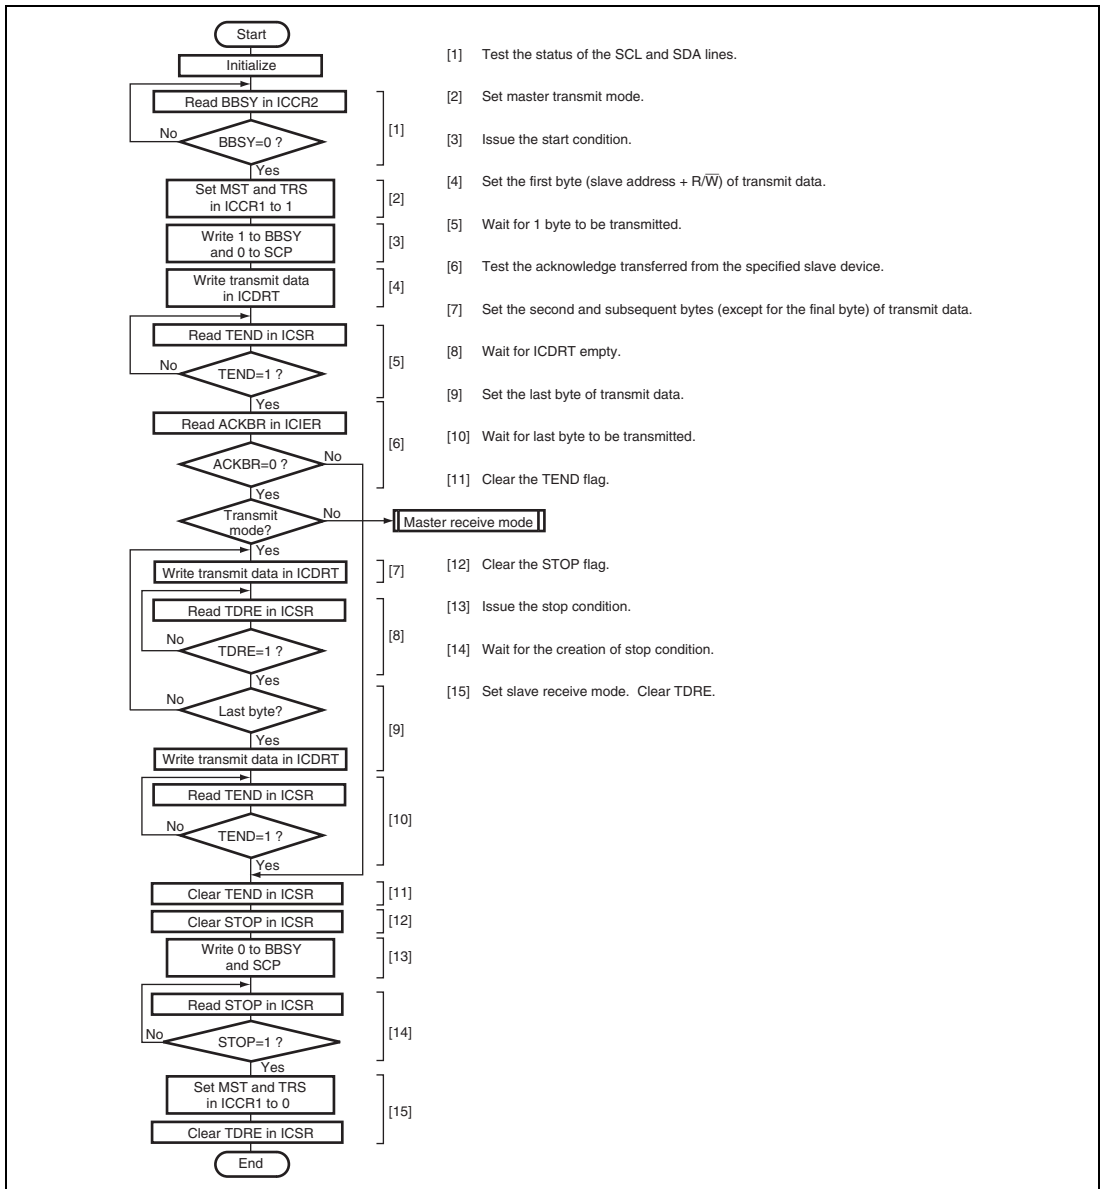 Start
Initialize
Read BBSY in ICCR2
No
BBSY=0 ?
Yes
[1]
Set MST and TRS
in ICCR1 to 1
[2]
Write 1 to BBSY
and 0 to SCP
[3]
Write transmit data
in ICDRT
[4]
Read TEND in ICSR
No
TEND=1 ?
Yes
[5]
Read ACKBR in ICIER
ACKBR=0 ?
No
Yes
[6]
Transmit
mode?
No
Master receive mode
Yes
Write transmit data in ICDRT
[7]
Read TDRE in ICSR
No
TDRE=1 ?
Yes
[8]
No
Last byte?
Yes
[9]
Write transmit data in ICDRT
Read TEND in ICSR
No
TEND=1 ?
Yes
[10]
Clear TEND in ICSR
[11]
Clear STOP in ICSR
[12]
Write 0 to BBSY
and SCP
[13]
Read STOP in ICSR
No
STOP=1 ?
Yes
[14]
Set MST and TRS
in ICCR1 to 0
[15]
Clear TDRE in ICSR
End
[1] Test the status of the SCL and SDA lines.
[2] Set master transmit mode.
[3] Issue the start condition.
[4] Set the first byte (slave address + R/W̅) of transmit data.
[5] Wait for 1 byte to be transmitted.
[6] Test the acknowledge transferred from the specified slave device.
[7] Set the second and subsequent bytes (except for the final byte) of transmit data.
[8] Wait for ICDRT empty.
[9] Set the last byte of transmit data.
[10] Wait for last byte to be transmitted.
[11] Clear the TEND flag.
[12] Clear the STOP flag.
[13] Issue the stop condition.
[14] Wait for the creation of stop condition.
[15] Set slave receive mode. Clear TDRE.